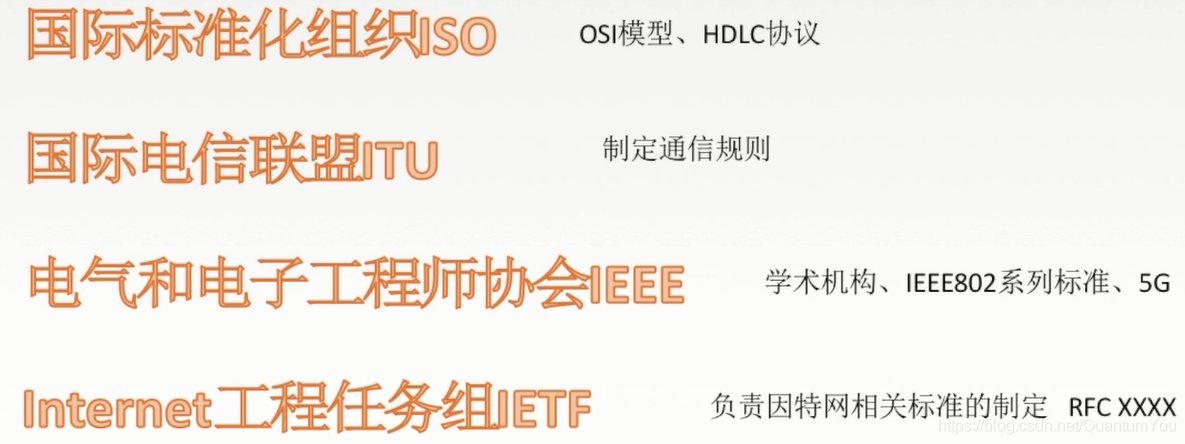 国际标准化组织ISO OSI模型、HDLC协议
国际电信联盟ITU 制定通信规则
电气和电子工程师协会IEEE 学术机构、IEEE802系列标准、5G
Internet工程任务组IETF 负责因特网相关标准的制定 RFC XXXX
https://blog.csdn.net/QuantumYou